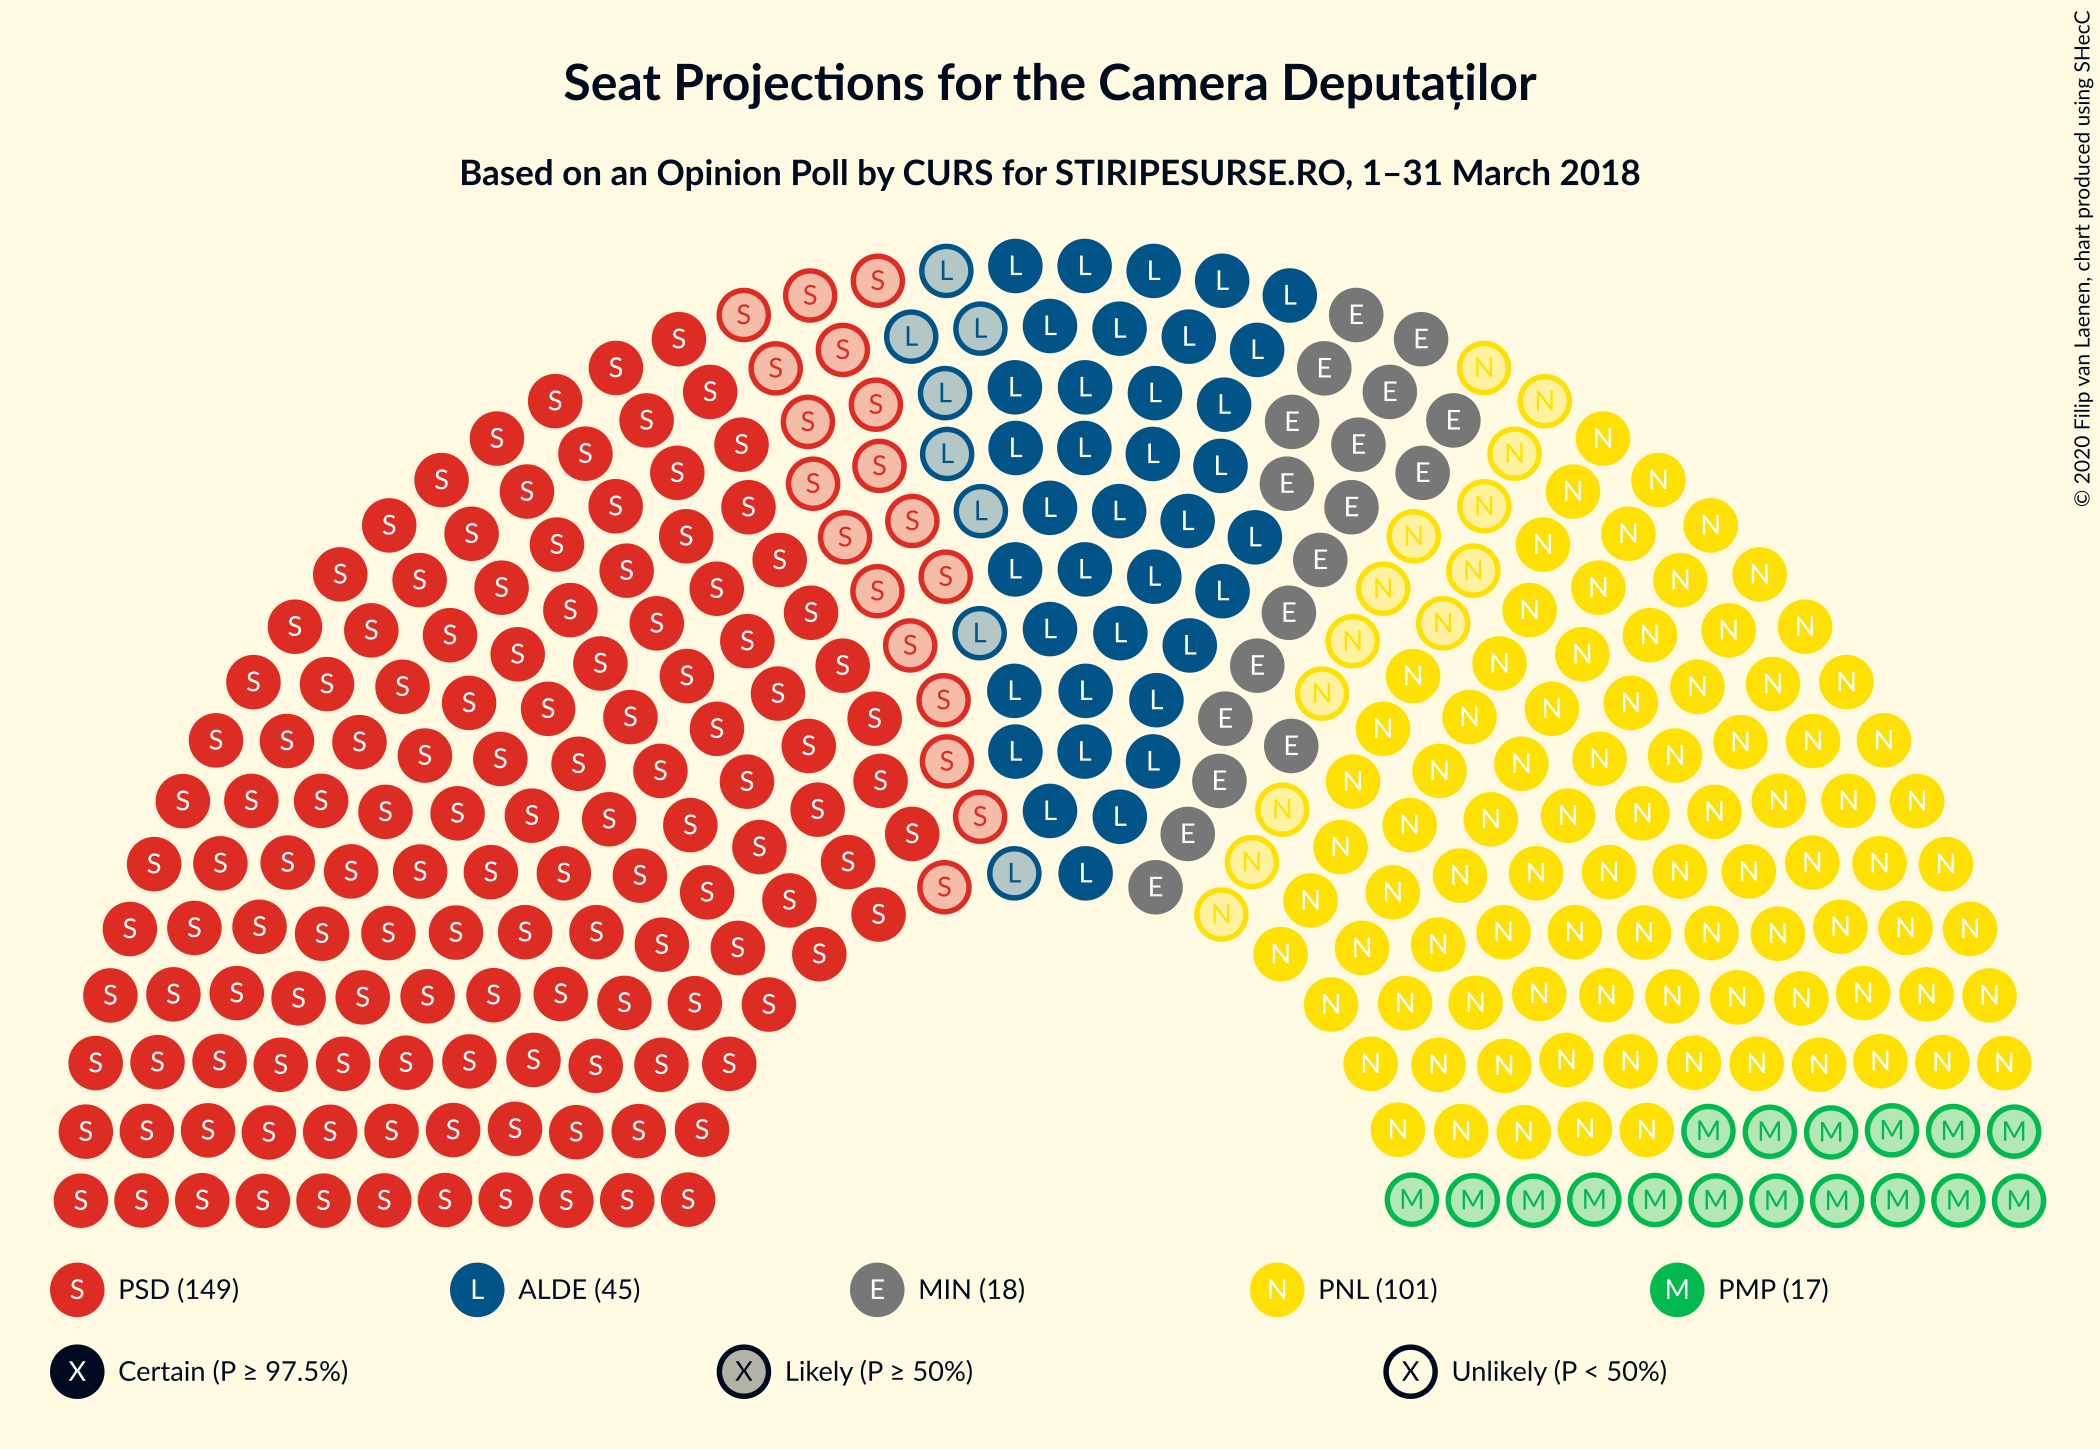 Seat Projections for the Camera Deputaților
Based on an Opinion Poll by CURS for STIRIPESURSE.RO, 1–31 March 2018
© 2020 Filip van Laenen, chart produced using SHecC
S PSD (149) L ALDE (45) E MIN (18) N PNL (101) M PMP (17)
X Certain (P ≥ 97.5%) X Likely (P ≥ 50%) X Unlikely (P < 50%)